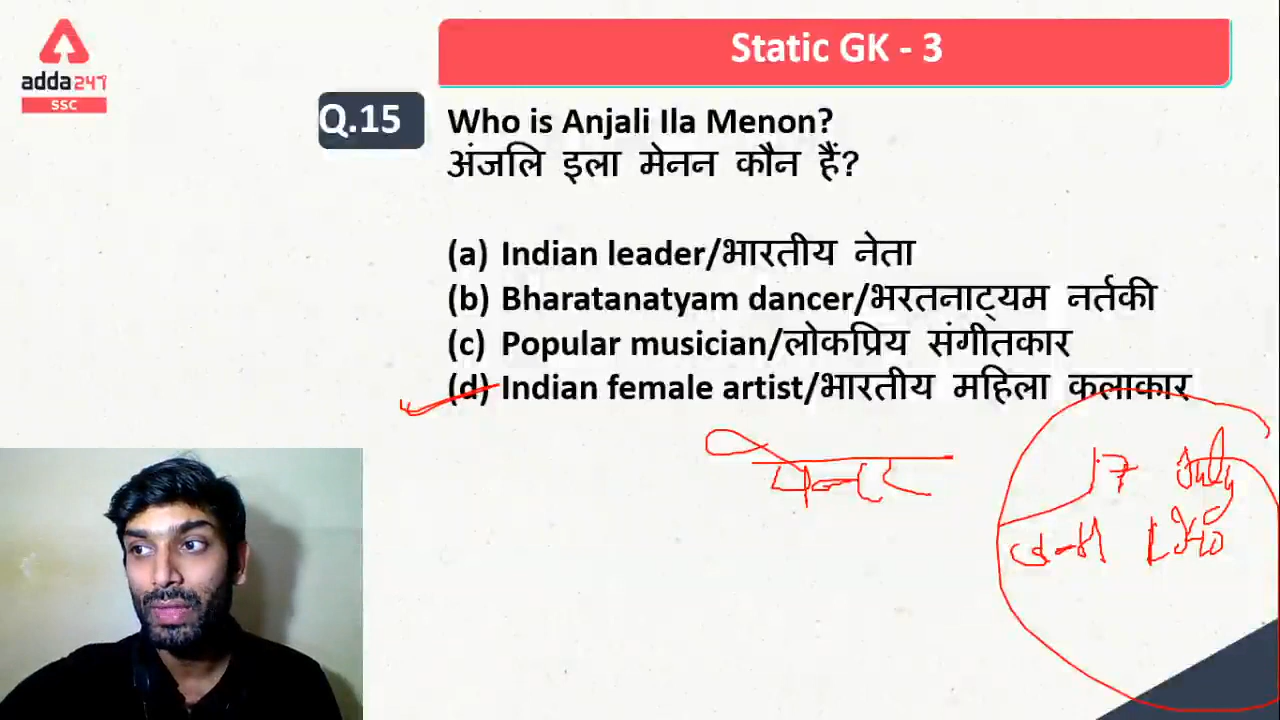 Static GK - 3
adda247
SSC
Q.15 Who is Anjali Ila Menon?
अंजलि इला मेनन कौन हैं?
(a) Indian leader/भारतीय नेता
(b) Bharatanatyam dancer/भरतनाट्यम नर्तकी
(c) Popular musician/लोकप्रिय संगीतकार
(d) Indian female artist/भारतीय महिला कलाकार
17 July